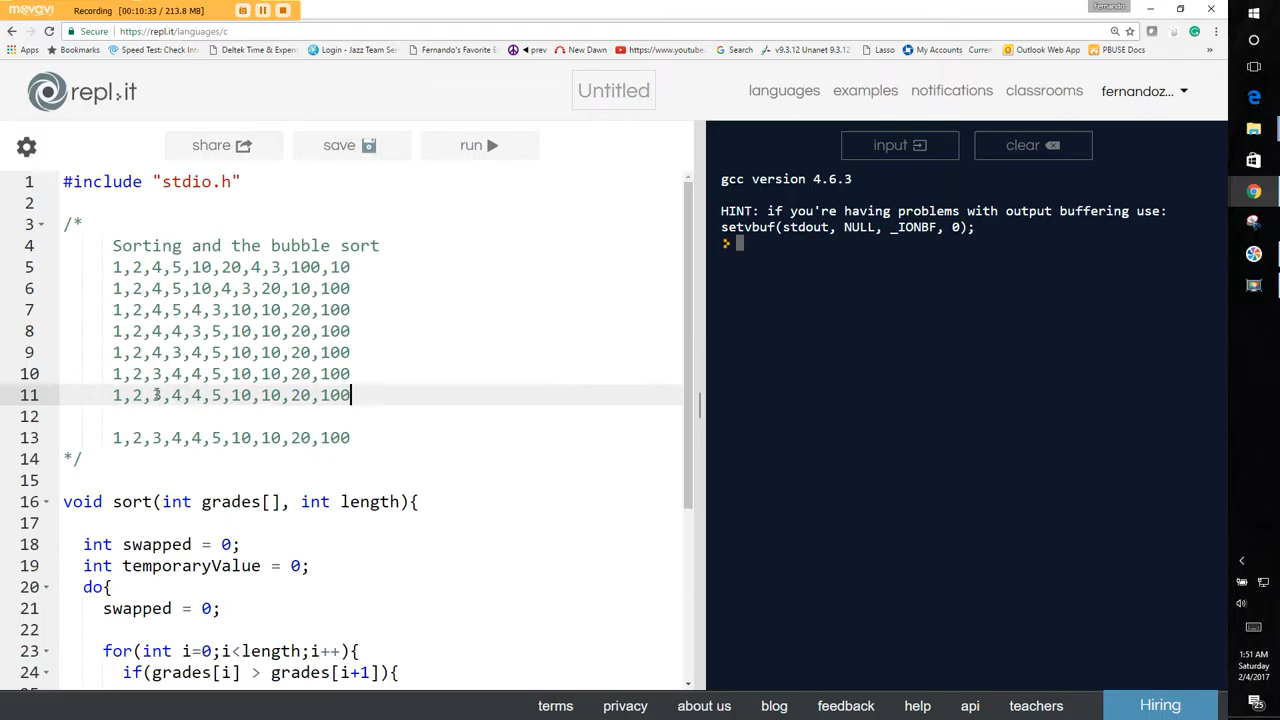 movavi
Recording (00:10:33 / 213.8 MB)
Fernando
Secure https://repl.it/languages/c
Apps Bookmarks Speed Test: Check Inte Deltek Time & Expen Login - Jazz Team Ser Fernando's Favorite E < prev New Dawn https://www.youtube. Search v9.3.12 Unanet 9.3.12 Lasso My Accounts Curren Outlook Web App PBUSE Docs »
repl.it Untitled languages examples notifications classrooms fernandoz...
share save run input clear
1 #include "stdio.h"
2
3 /*
4 Sorting and the bubble sort
5 1,2,4,5,10,20,4,3,100,10
6 1,2,4,5,10,4,3,20,10,100
7 1,2,4,5,4,3,10,10,20,100
8 1,2,4,4,3,5,10,10,20,100
9 1,2,4,3,4,5,10,10,20,100
10 1,2,3,4,4,5,10,10,20,100
11 1,2,3,4,4,5,10,10,20,100
12
13 1,2,3,4,4,5,10,10,20,100
14 */
15
16 void sort(int grades[], int length){
17
18 int swapped = 0;
19 int temporaryValue = 0;
20 do{
21 swapped = 0;
22
23 for(int i=0;i<length;i++){
24 if(grades[i] > grades[i+1]){
gcc version 4.6.3
HINT: if you're having problems with output buffering use:
setvbuf(stdout, NULL, _IONBF, 0);
terms privacy about us blog feedback help api teachers Hiring
1:51 AM
Saturday
2/4/2017
25